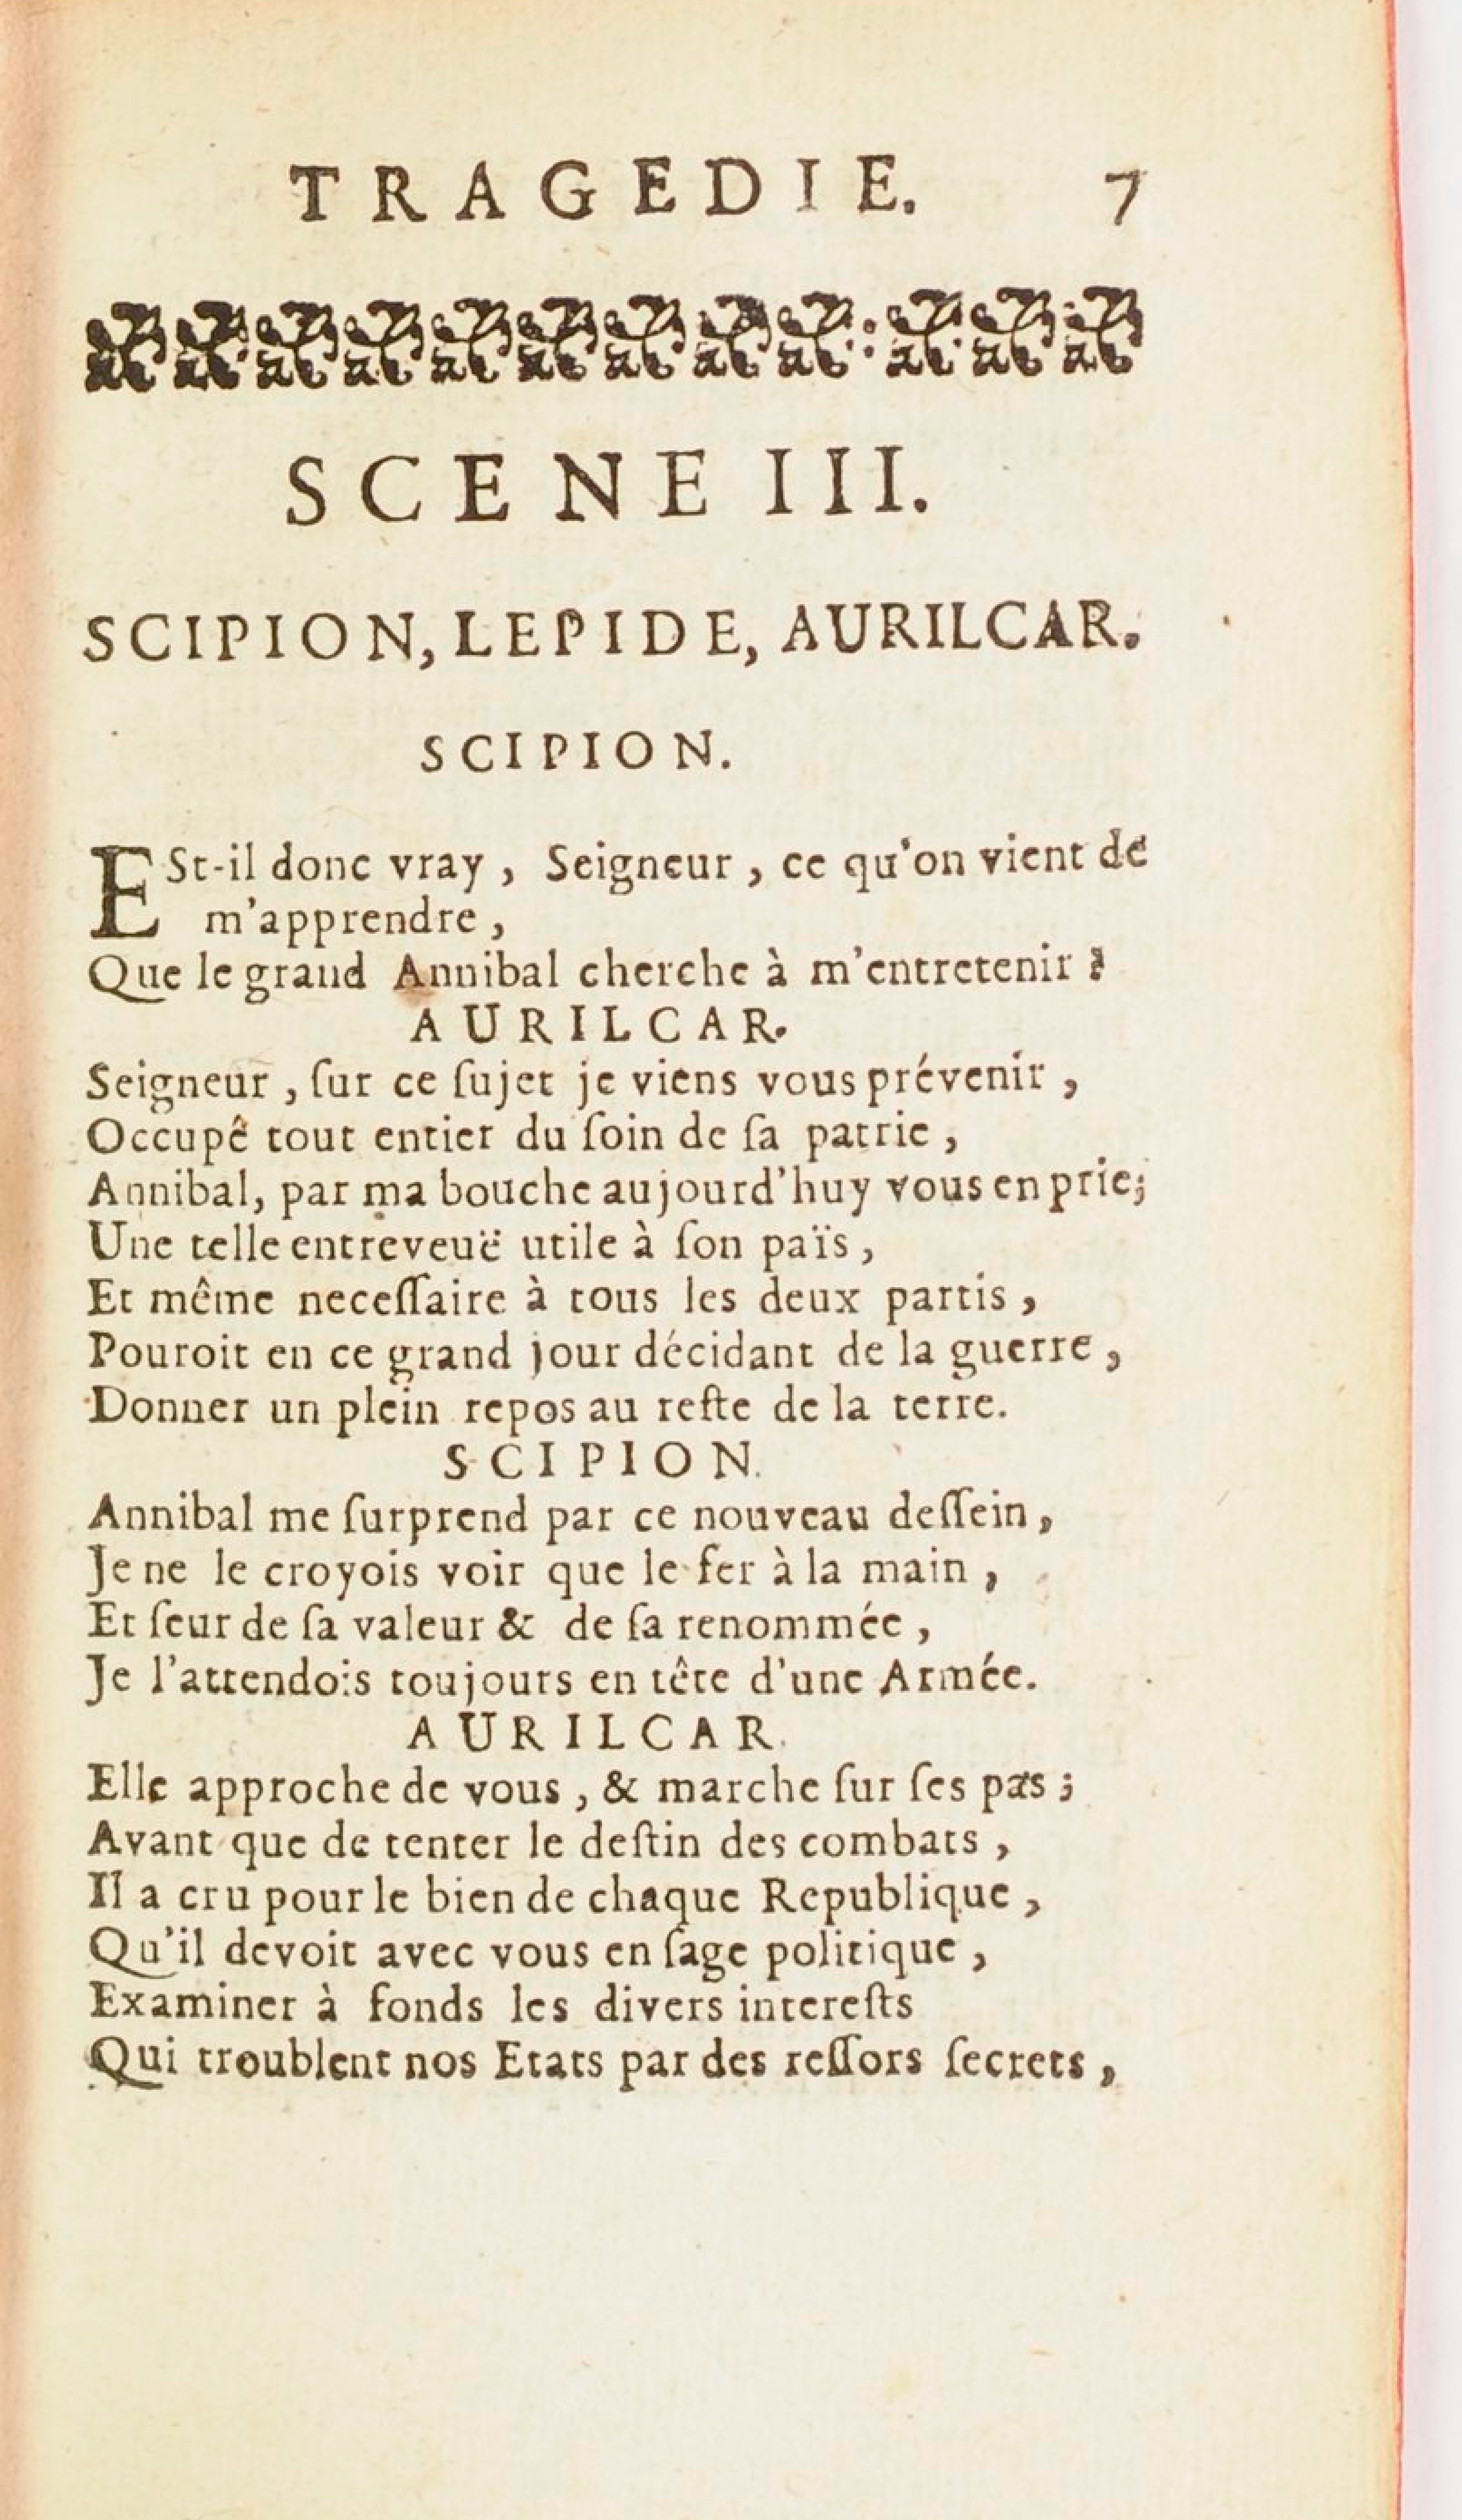 TRAGEDIE. 7
SCENE III.
SCIPION, LEPIDE, AURILCAR.
SCIPION.
ESt-il donc vray, Seigneur, ce qu'on vient de
m'apprendre,
Que le grand Annibal cherche à m'entretenir?
AURILCAR.
Seigneur, ſur ce ſujet je viens vous prévenir,
Occupé tout entier du ſoin de ſa patrie,
Annibal, par ma bouche aujourd'huy vous en prie;
Une telle entreveuë utile à ſon païs,
Et même neceſſaire à tous les deux partis,
Pouroit en ce grand jour décidant de la guerre,
Donner un plein repos au reſte de la terre.
SCIPION.
Annibal me ſurprend par ce nouveau deſſein,
Je ne le croyois voir que le fer à la main,
Et ſeur de ſa valeur & de ſa renommée,
Je l'attendois toujours en tête d'une Armée.
AURILCAR.
Elle approche de vous, & marche ſur ſes pas;
Avant que de tenter le deſtin des combats,
Il a cru pour le bien de chaque Republique,
Qu'il devoit avec vous en ſage politique,
Examiner à fonds les divers intereſts
Qui troublent nos Etats par des reſſors ſecrets,